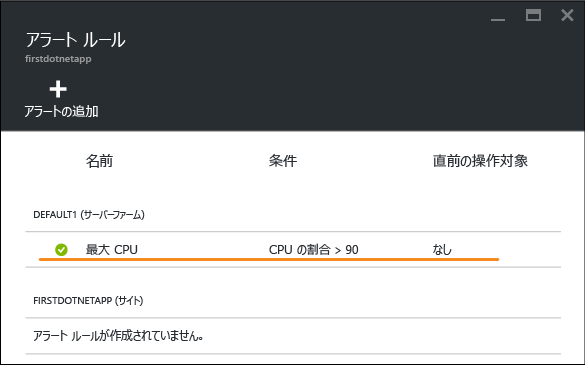 アラート ルール
firstdotnetapp
アラートの追加
名前 条件 直前の操作対象
DEFAULT1 (サーバーファーム)
最大 CPU CPU の割合 > 90 なし
FIRSTDOTNETAPP (サイト)
アラート ルールが作成されていません。